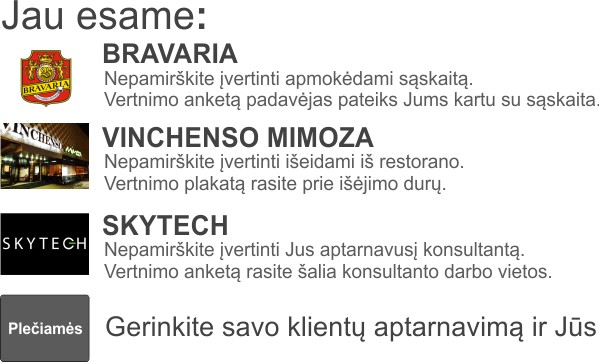 Jau esame:
BRAVARIA
BRAVARIA
Nepamirškite įvertinti apmokėdami sąskaitą.
Vertnimo anketą padavėjas pateiks Jums kartu su sąskaita.
VINCHENSO MIMOZA
VINCHENSO MIMOZA
Nepamirškite įvertinti išeidami iš restorano.
Vertnimo plakatą rasite prie išėjimo durų.
SKYTECH
SKYTECH
Nepamirškite įvertinti Jus aptarnavusį konsultantą.
Vertnimo anketą rasite šalia konsultanto darbo vietos.
Plečiamės
Gerinkite savo klientų aptarnavimą ir Jūs